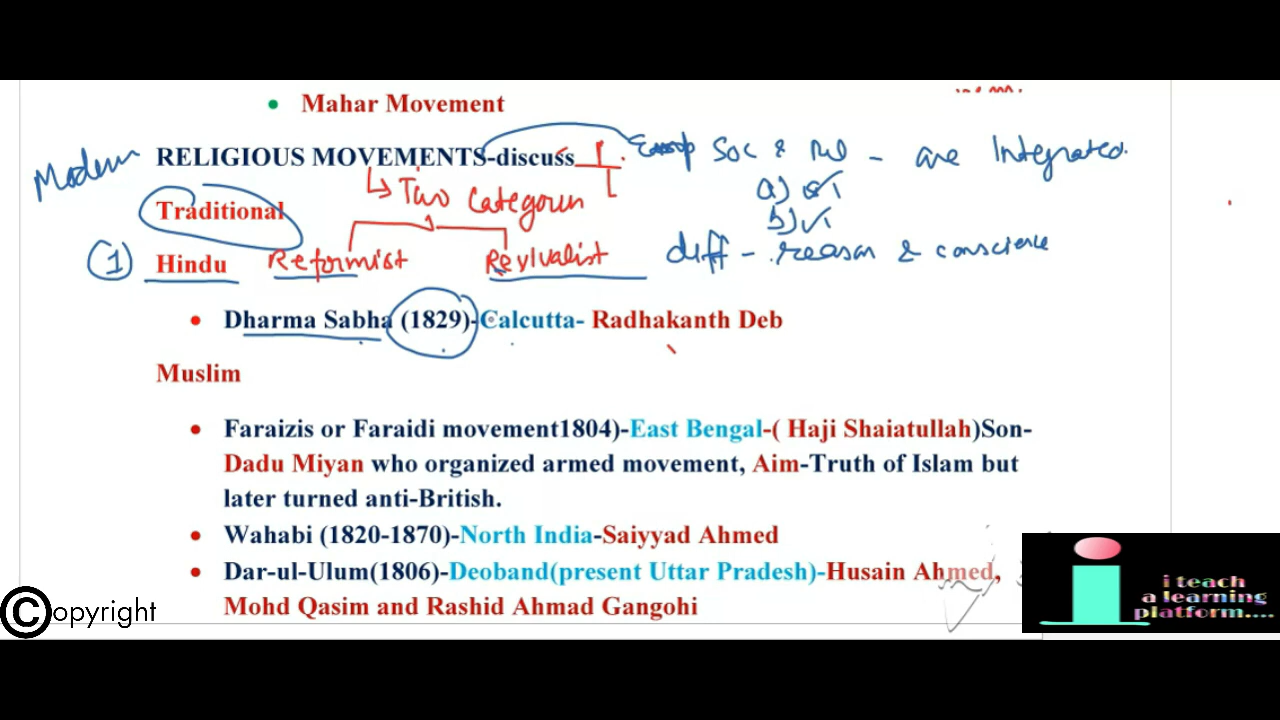 • Mahar Movement
Modern RELIGIOUS MOVEMENTS-discuss Soc & Rel - are Integrated.
↳ Two Categories a)
Traditional b)
① Hindu Reformist Revivalist diff - reason & conscience
• Dharma Sabha (1829)-Calcutta- Radhakanth Deb
Muslim
• Faraizis or Faraidi movement1804)-East Bengal-( Haji Shaiatullah)Son-
Dadu Miyan who organized armed movement, Aim-Truth of Islam but
later turned anti-British.
• Wahabi (1820-1870)-North India-Saiyyad Ahmed
• Dar-ul-Ulum(1806)-Deoband(present Uttar Pradesh)-Husain Ahmed,
Mohd Qasim and Rashid Ahmad Gangohi
©opyright
i teach
a learning
platform....